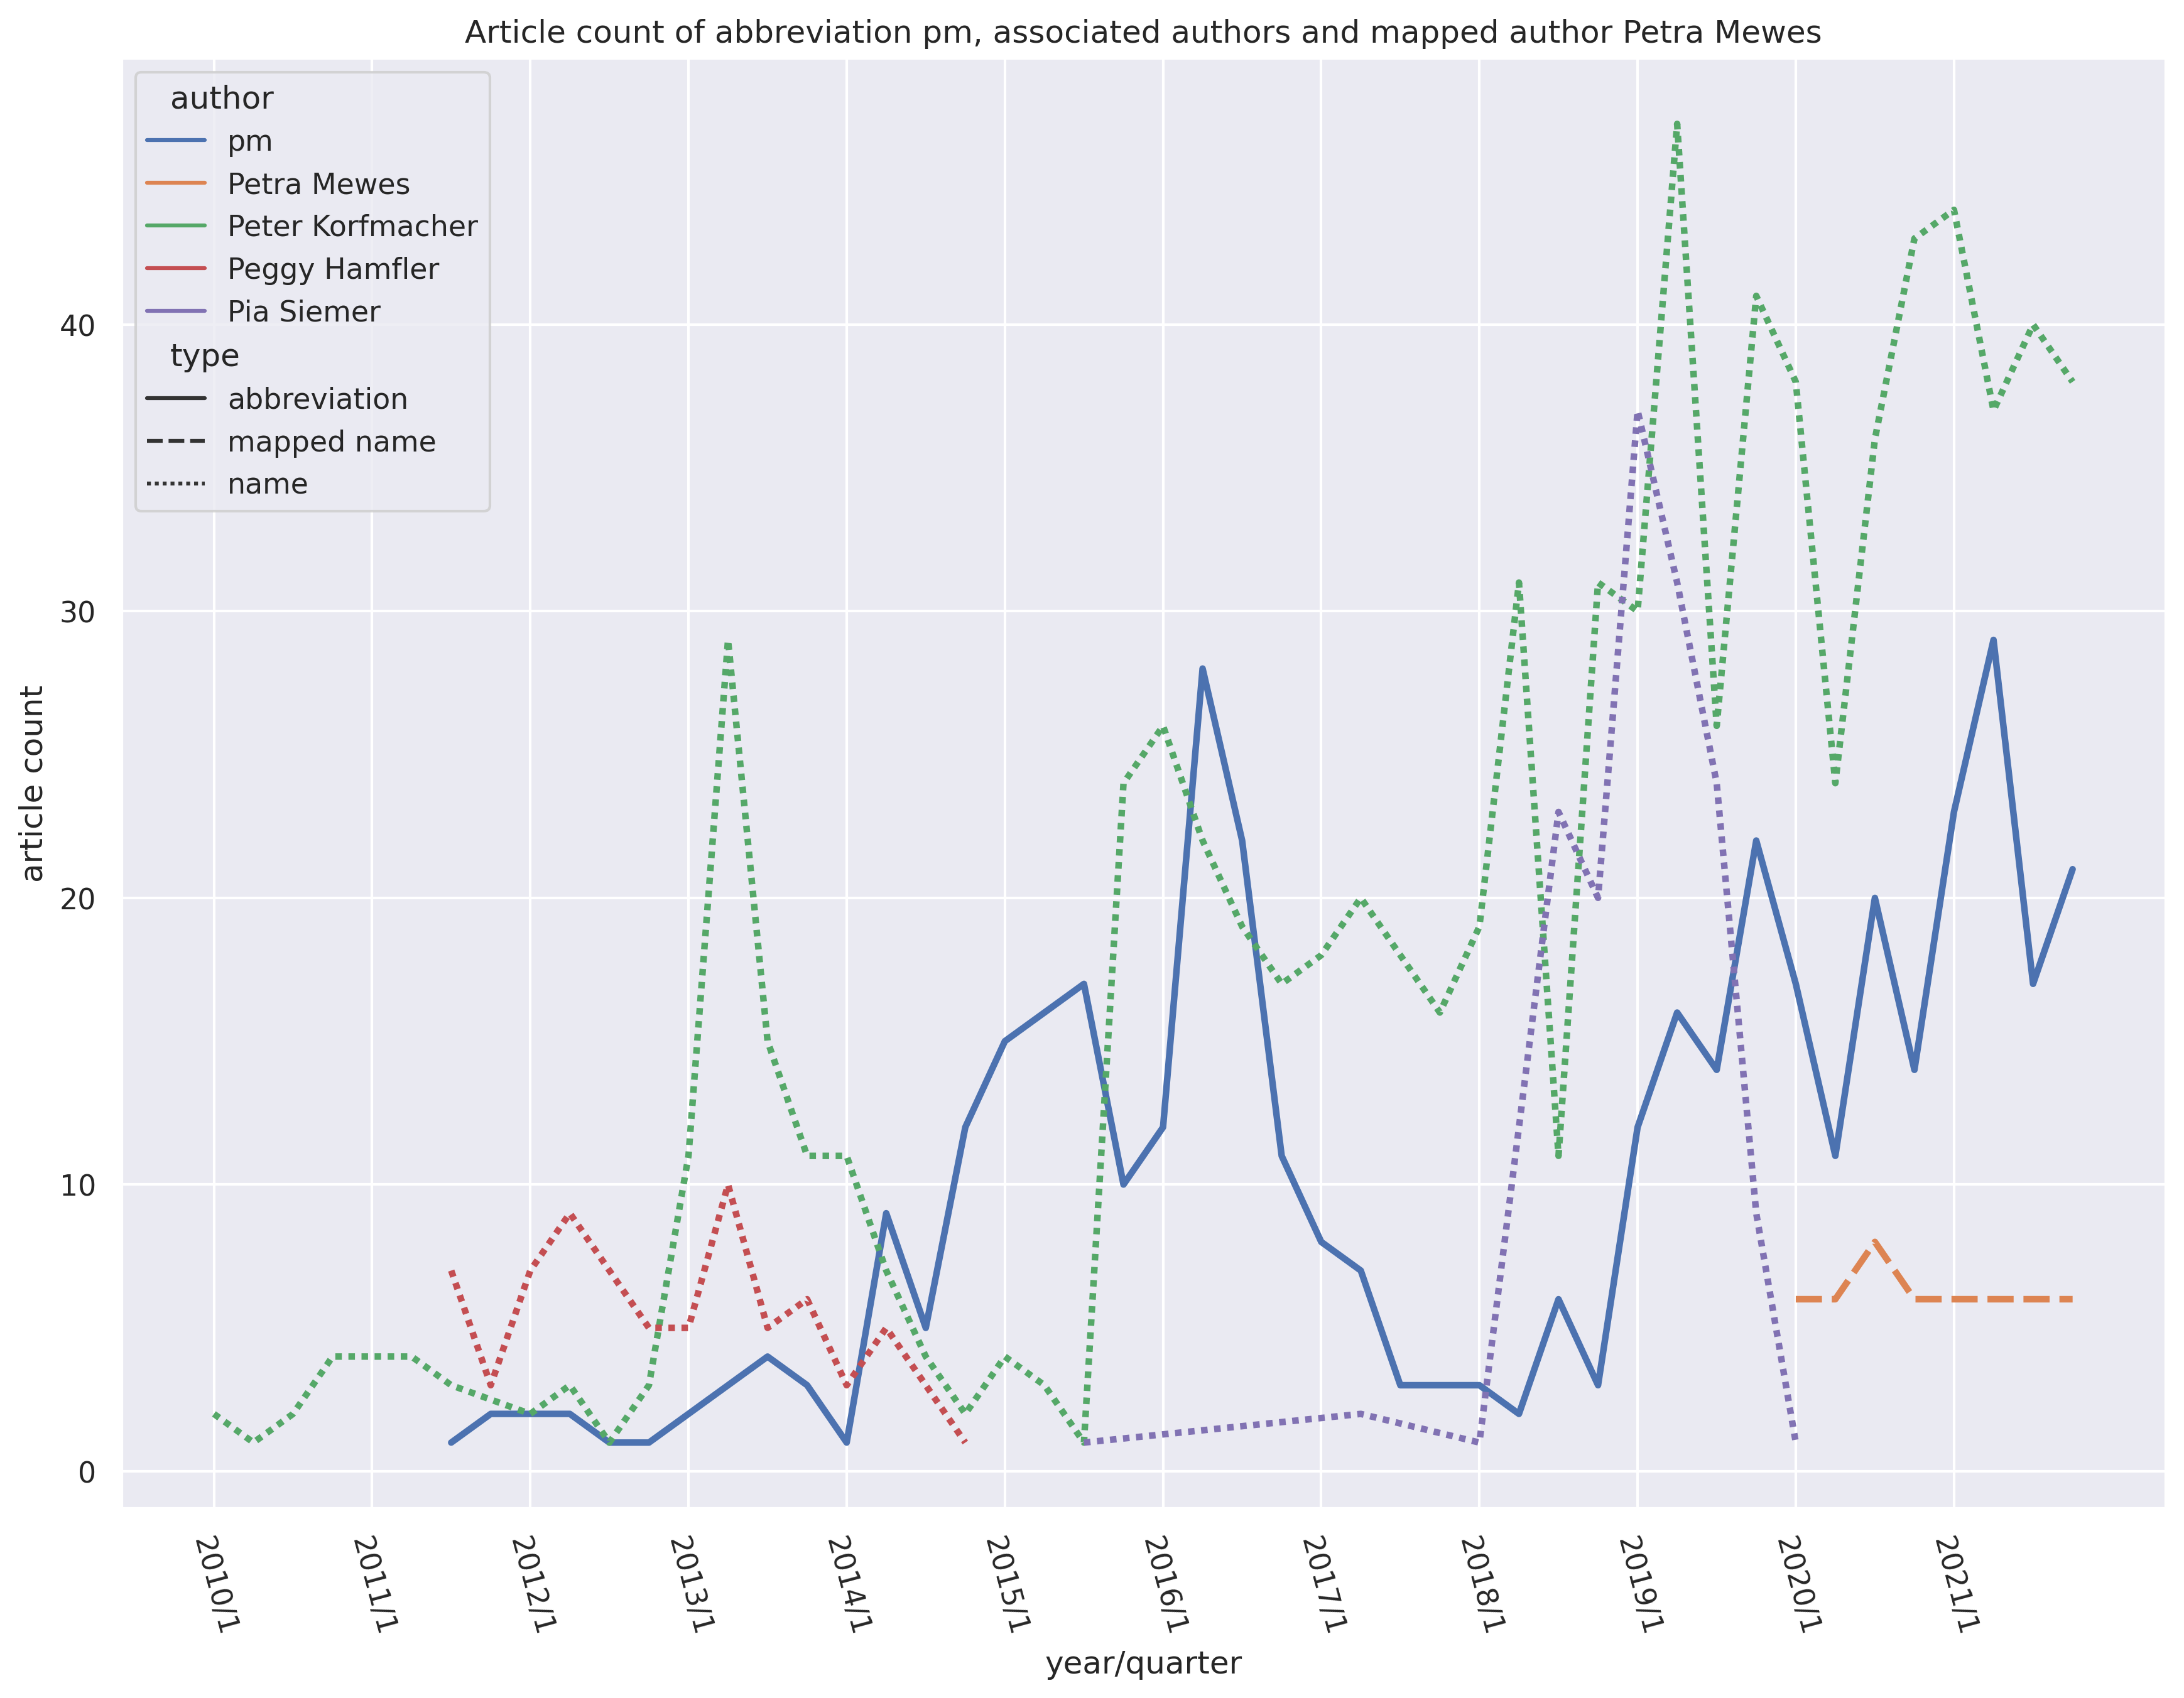 Article count of abbreviation pm, associated authors and mapped author Petra Mewes
author
pm
Petra Mewes
Peter Korfmacher
Peggy Hamfler
Pia Siemer
type
abbreviation
mapped name
name
article count
40
30
20
10
0
2010/1
2011/1
2012/1
2013/1
2014/1
2015/1
2016/1
2017/1
2018/1
2019/1
2020/1
2021/1
year/quarter